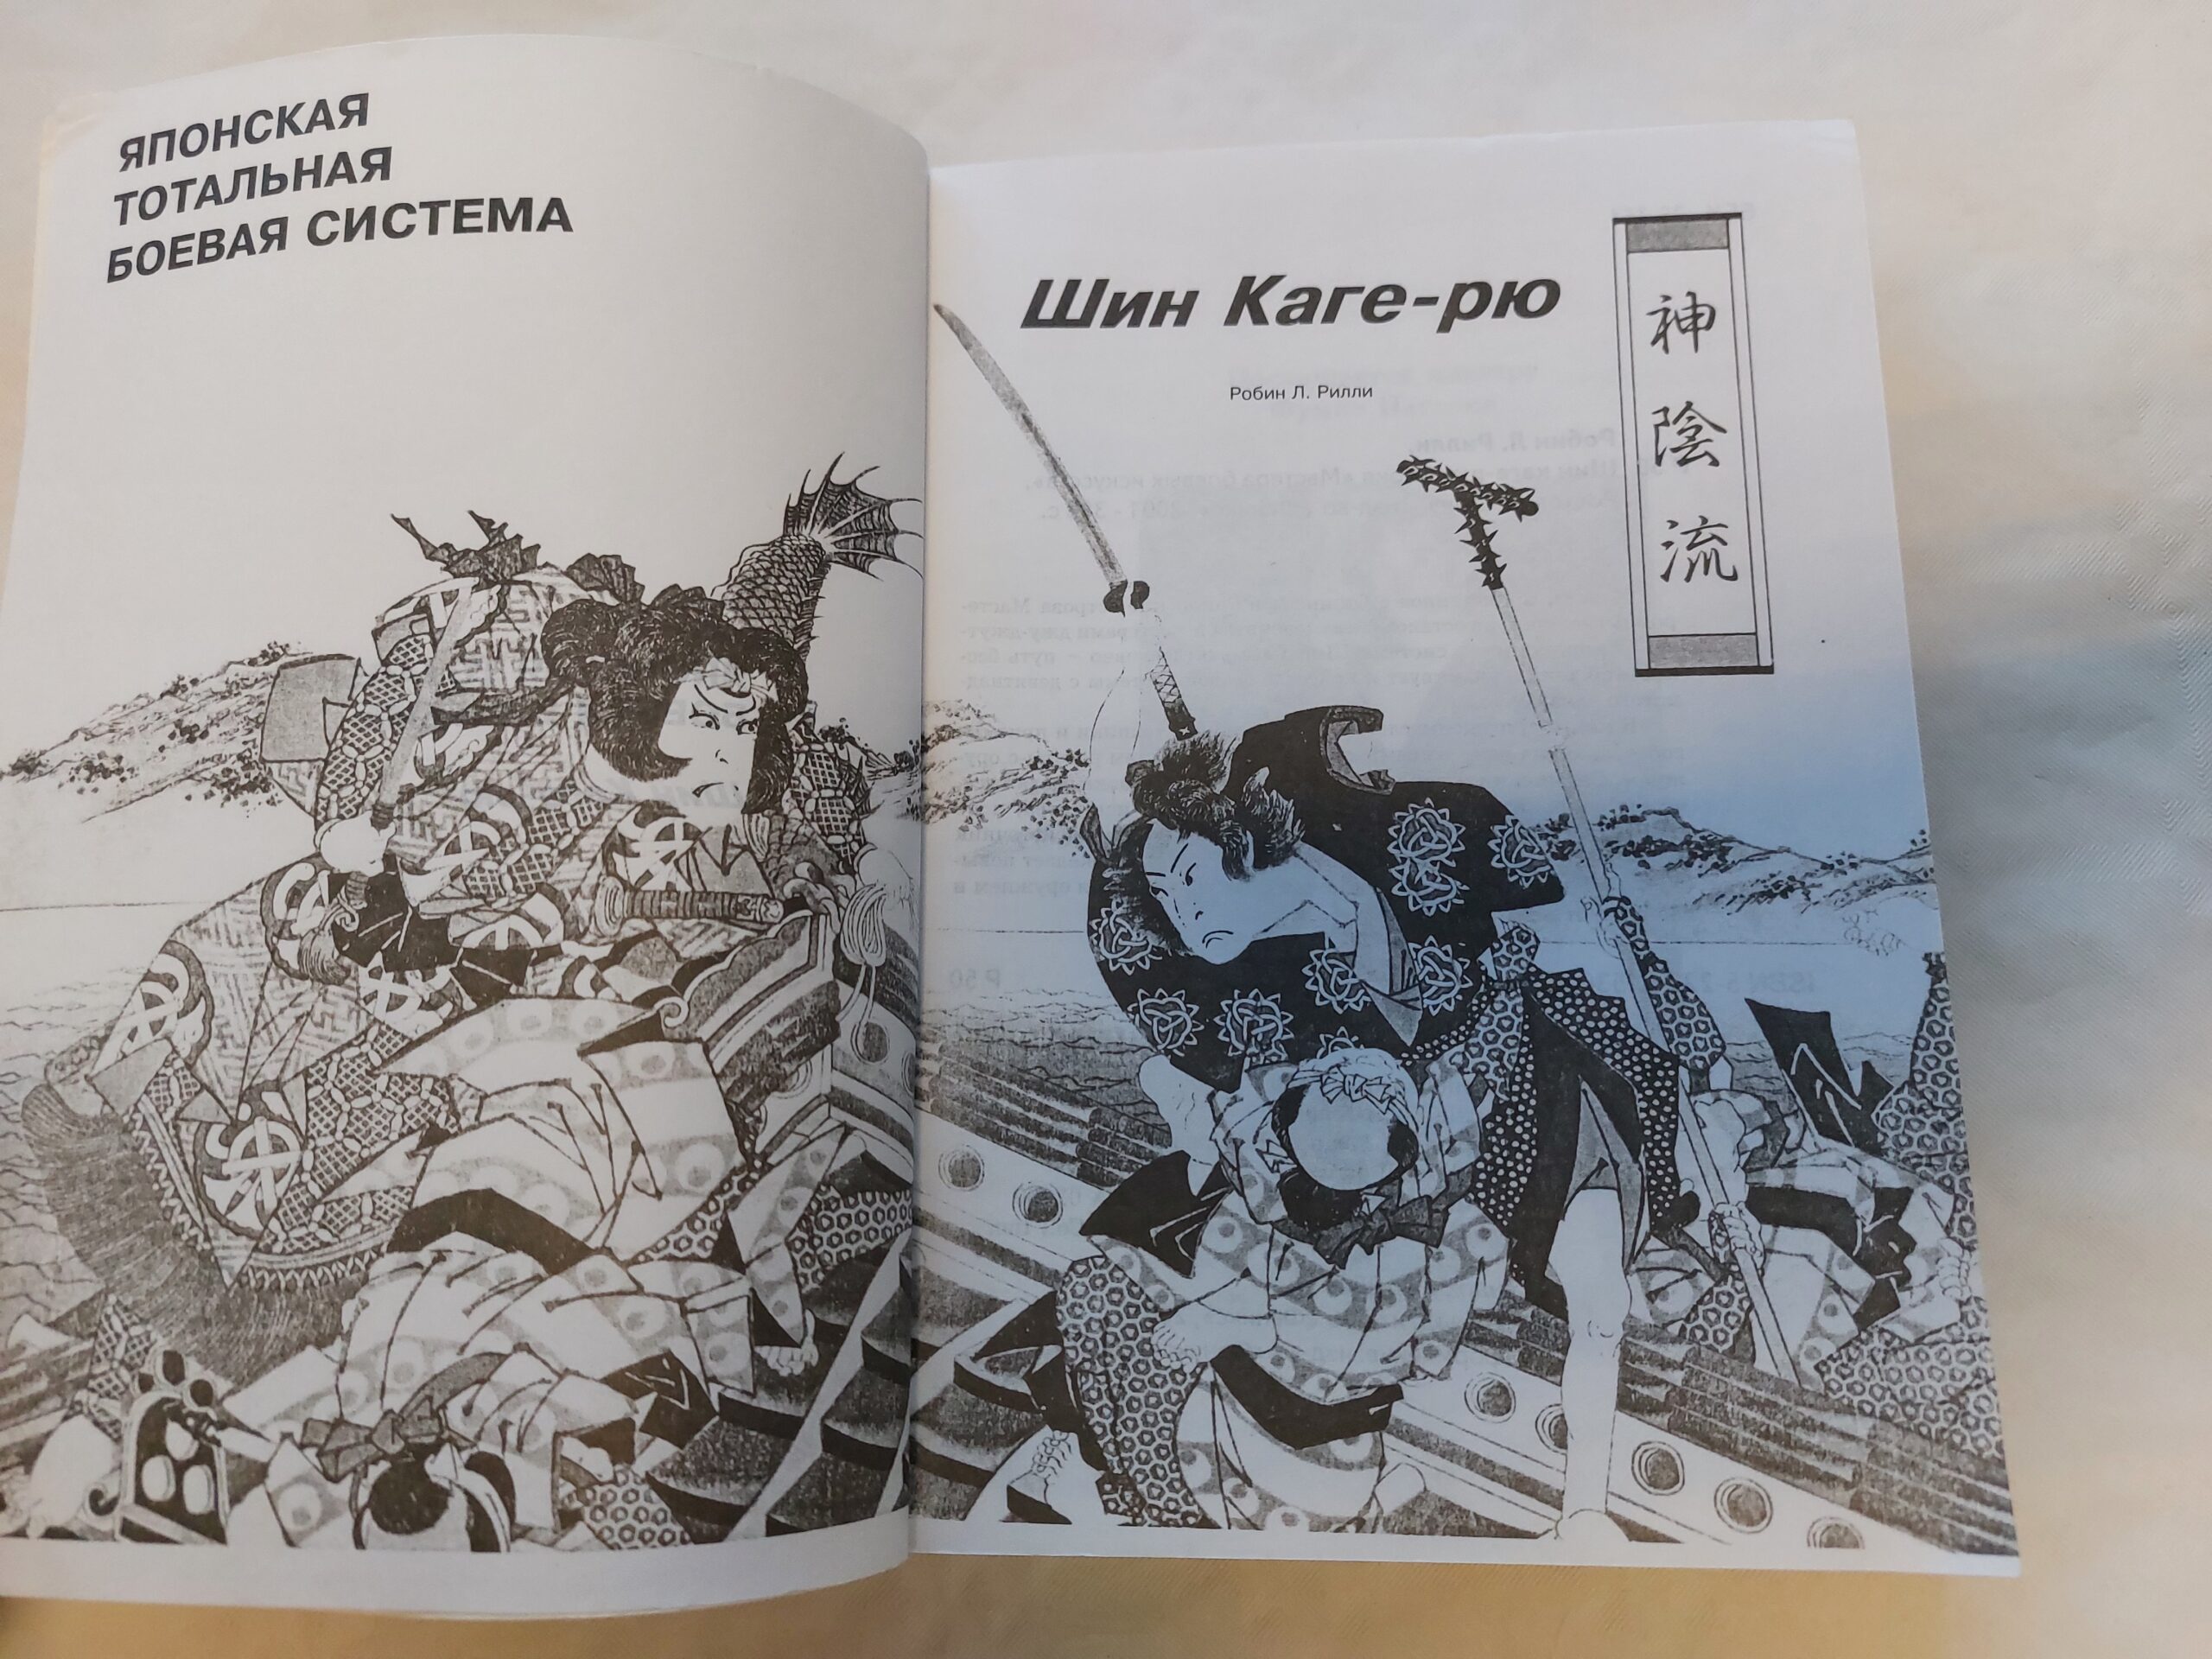 ЯПОНСКАЯ
ТОТАЛЬНАЯ
БОЕВАЯ СИСТЕМА
Шин Каге-рю
Робин Л. Рилли
神陰流